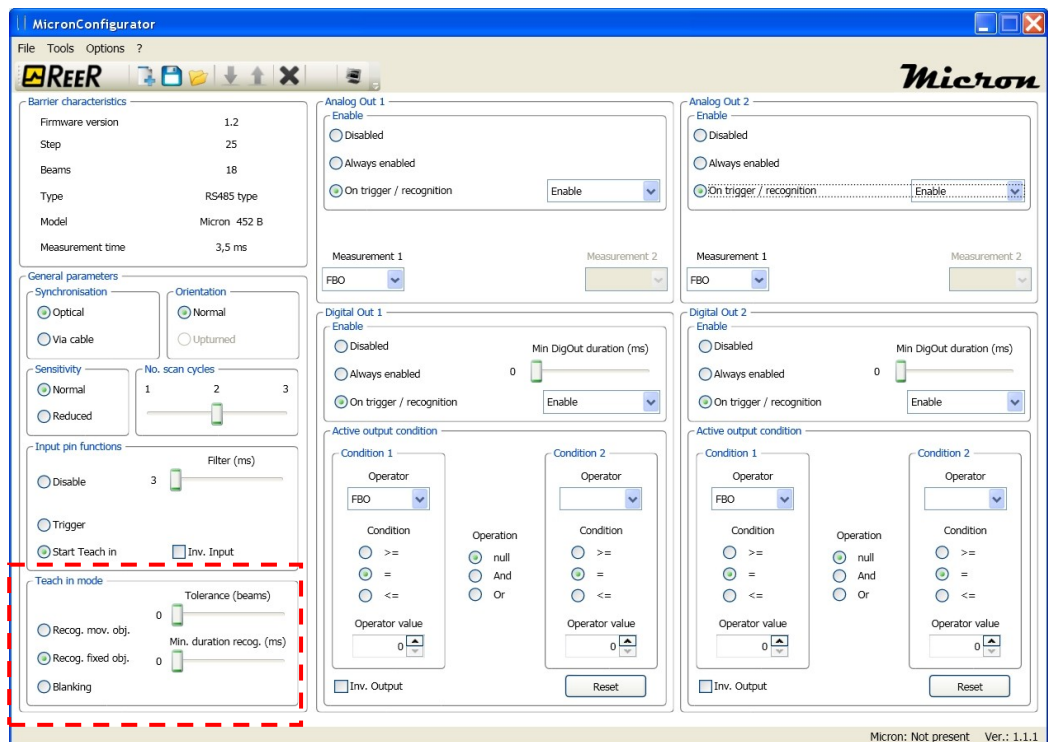 MicronConfigurator
File Tools Options ?
REER
Micron
Barrier characteristics
Firmware version 1.2
Step 25
Beams 18
Type RS485 type
Model Micron 452 B
Measurement time 3,5 ms
General parameters
Synchronisation
Optical
Via cable
Orientation
Normal
Upturned
Sensitivity
Normal
Reduced
No. scan cycles
1 2 3
Input pin functions
Filter (ms)
Disable 3
Trigger
Start Teach in Inv. Input
Teach in mode
Tolerance (beams)
0
Recog. mov. obj.
Min. duration recog. (ms)
Recog. fixed obj. 0
Blanking
Analog Out 1
Enable
Disabled
Always enabled
On trigger / recognition Enable
Measurement 1 Measurement 2
FBO
Digital Out 1
Enable
Disabled Min DigOut duration (ms)
Always enabled 0
On trigger / recognition Enable
Active output condition
Condition 1
Operator
FBO
Condition
>=
=
<=
Operator value
0
Operation
null
And
Or
Condition 2
Operator
Condition
>=
=
<=
Operator value
0
Inv. Output Reset
Analog Out 2
Enable
Disabled
Always enabled
On trigger / recognition Enable
Measurement 1 Measurement 2
FBO
Digital Out 2
Enable
Disabled Min DigOut duration (ms)
Always enabled 0
On trigger / recognition Enable
Active output condition
Condition 1
Operator
FBO
Condition
>=
=
<=
Operator value
0
Operation
null
And
Or
Condition 2
Operator
Condition
>=
=
<=
Operator value
0
Inv. Output Reset
Micron: Not present Ver.: 1.1.1